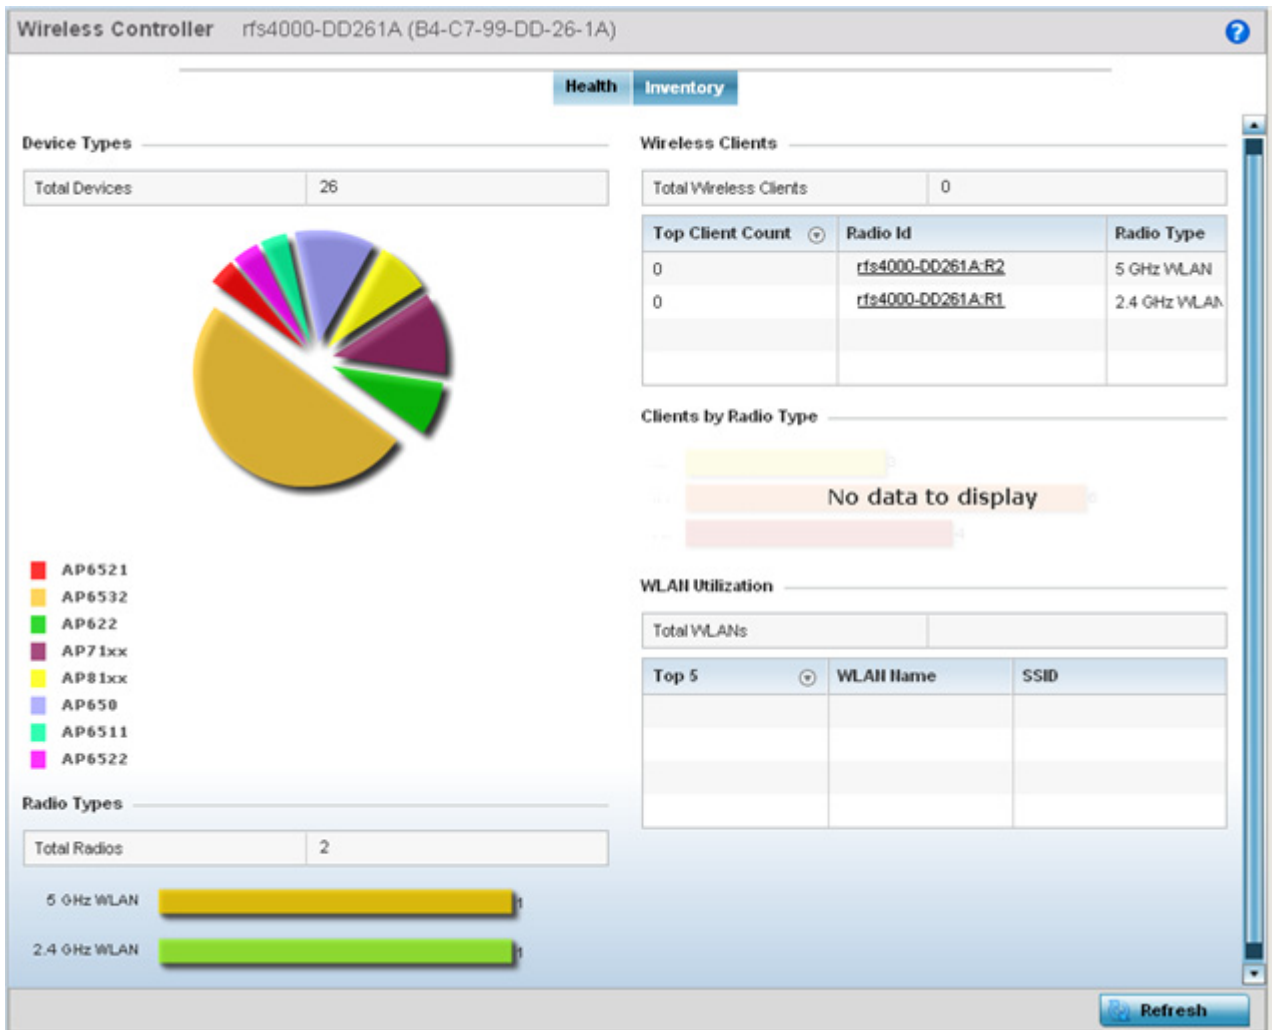 Wireless Controller rfs4000-DD261A (B4-C7-99-DD-26-1A)
?
Health Inventory
Device Types
Total Devices 26
AP6521
AP6532
AP622
AP71xx
AP81xx
AP650
AP6511
AP6522
Radio Types
Total Radios 2
5 GHz WLAN 1
2.4 GHz WLAN 1
Wireless Clients
Total Wireless Clients 0
Top Client Count Radio Id Radio Type
0 rfs4000-DD261A:R2 5 GHz WLAN
0 rfs4000-DD261A:R1 2.4 GHz WLAN
Clients by Radio Type
No data to display
WLAN Utilization
Total WLANs
Top 5 WLAN Name SSID
Refresh